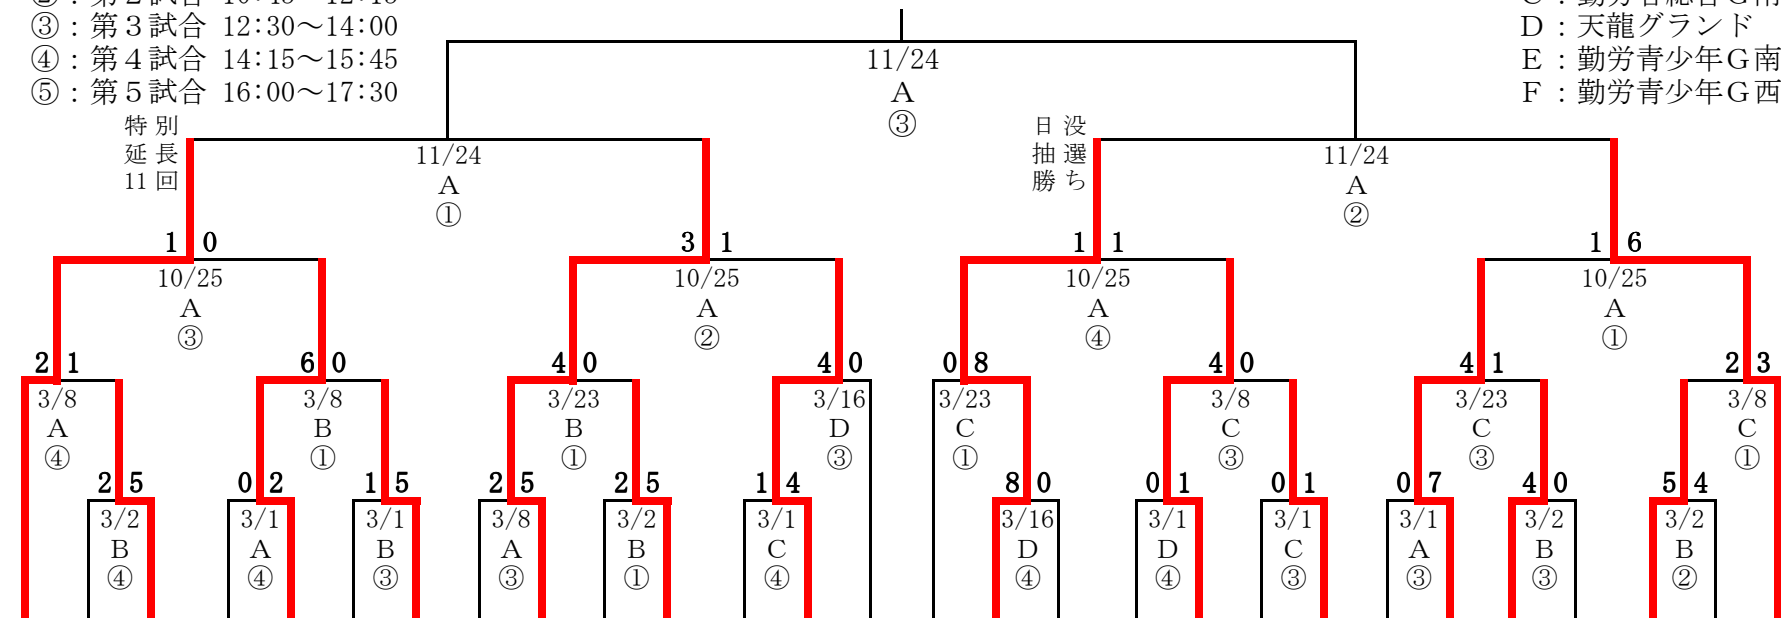 ②：第２試合 10:45～12:15
③：第３試合 12:30～14:00
④：第４試合 14:15～15:45
⑤：第５試合 16:00～17:30
Ｄ：天龍グランド
Ｅ：勤労青少年Ｇ南
Ｆ：勤労青少年Ｇ西
11/24
Ａ
③
特別
延長
11回
日没
抽選
勝ち
11/24
Ａ
①
11/24
Ａ
②
1 0
3 1
1 1
1 6
10/25
Ａ
③
10/25
Ａ
②
10/25
Ａ
④
10/25
Ａ
①
2 1
6 0
4 0
4 0
0 8
4 0
4 1
2 3
3/8
Ａ
④
3/8
Ｂ
①
3/23
Ｂ
①
3/16
Ｄ
③
3/23
Ｃ
①
3/8
Ｃ
③
3/23
Ｃ
③
3/8
Ｃ
①
2 5
0 2
1 5
2 5
2 5
1 4
8 0
0 1
0 1
0 7
4 0
5 4
3/2
Ｂ
④
3/1
Ａ
④
3/1
Ｂ
③
3/8
Ａ
③
3/2
Ｂ
①
3/1
Ｃ
④
3/16
Ｄ
④
3/1
Ｄ
④
3/1
Ｃ
③
3/1
Ａ
③
3/2
Ｂ
③
3/2
Ｂ
②